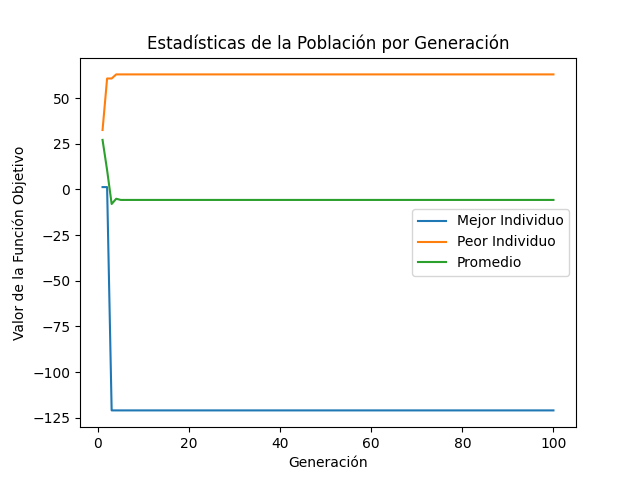 Estadísticas de la Población por Generación
Valor de la Función Objetivo
50
25
0
−25
−50
−75
−100
−125
Mejor Individuo
Peor Individuo
Promedio
0
20
40
60
80
100
Generación